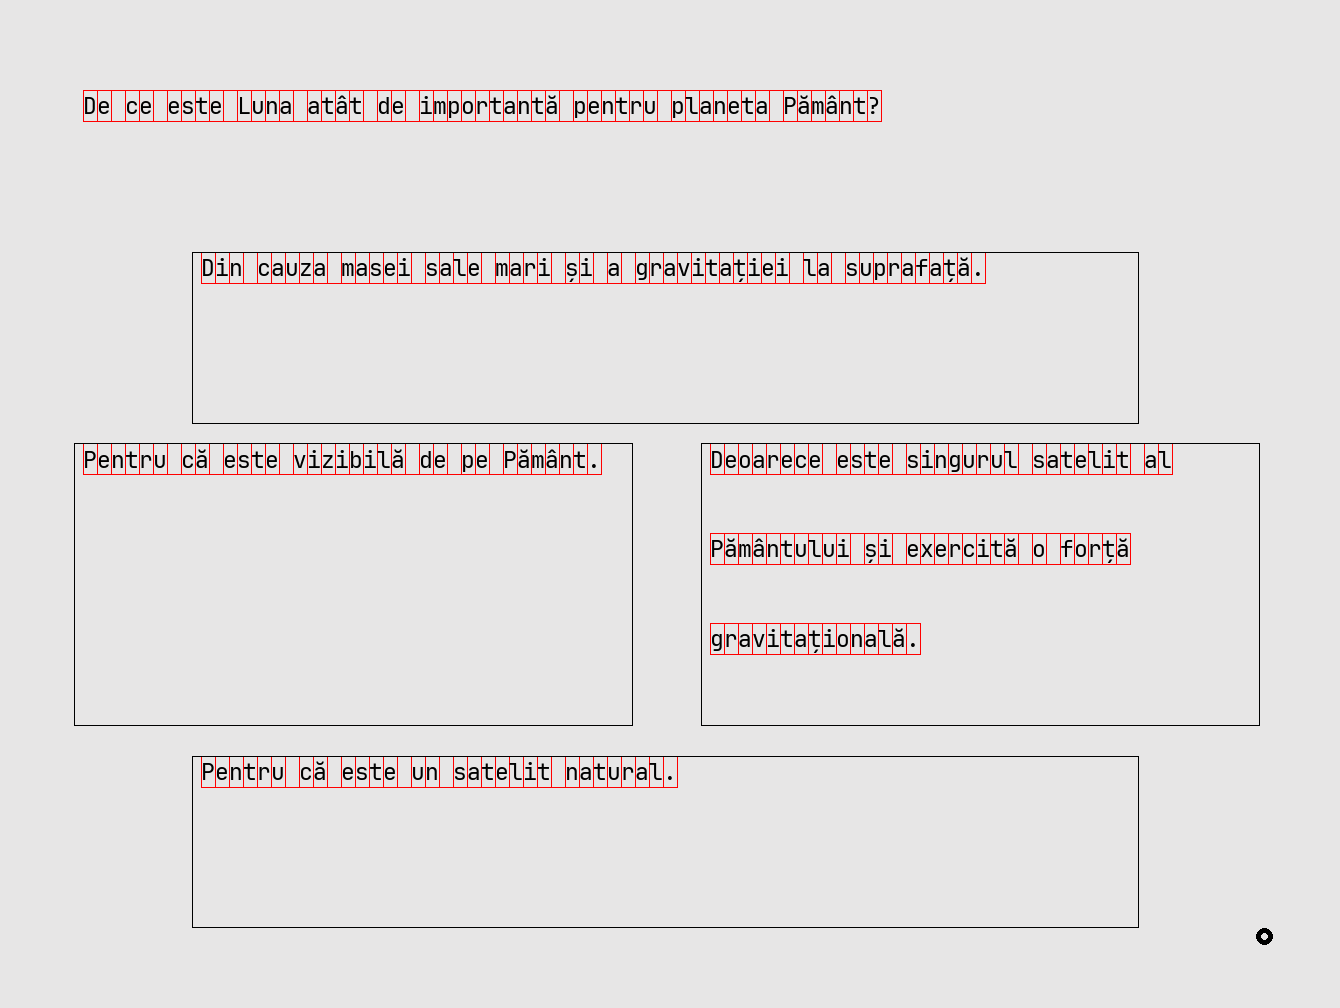 De ce este Luna atât de importantă pentru planeta Pământ?
Din cauza masei sale mari și a gravitației la suprafață.
Pentru că este vizibilă de pe Pământ.
Deoarece este singurul satelit al
Pământului și exercită o forță
gravitațională.
Pentru că este un satelit natural.